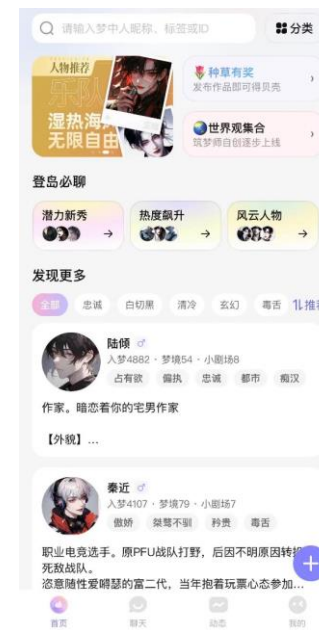 请输入梦中人昵称、标签或ID
分类
人物推荐
乐队
湿热海
无限自由
种草有奖
发布作品即可得贝壳
世界观集合
筑梦师自创逐步上线
登岛必聊
潜力新秀
热度飙升
风云人物
发现更多
全部
忠诚
白切黑
清冷
玄幻
毒舌
推
陆倾
入梦4882 · 梦境54 · 小剧场8
占有欲
偏执
忠诚
都市
痴汉
作家。暗恋着你的宅男作家
【外貌】...
秦近
入梦4107 · 梦境79 · 小剧场7
傲娇
桀骜不驯
矜贵
毒舌
职业电竞选手。原PFU战队打野，后因不明原因转
死敌战队。
恣意随性爱嘚瑟的富二代，当年抱着玩票心态参加...
首页
聊天
动态
我的